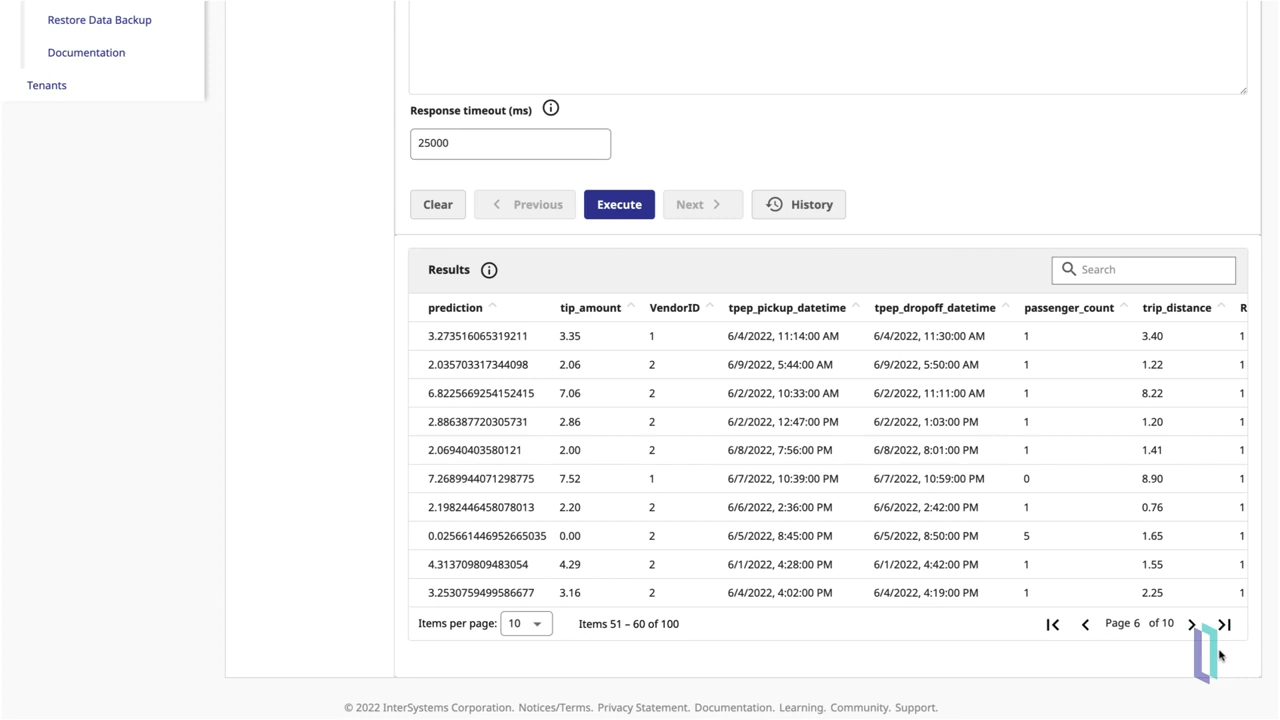 Restore Data Backup
Documentation
Tenants
Response timeout (ms)
25000
Clear Previous Execute Next History
Results Search
prediction tip_amount VendorID tpep_pickup_datetime tpep_dropoff_datetime passenger_count trip_distance R
3.273516065319211 3.35 1 6/4/2022, 11:14:00 AM 6/4/2022, 11:30:00 AM 1 3.40 1
2.035703317344098 2.06 2 6/9/2022, 5:44:00 AM 6/9/2022, 5:50:00 AM 1 1.22 1
6.8225669254152415 7.06 2 6/2/2022, 10:33:00 AM 6/2/2022, 11:11:00 AM 1 8.22 1
2.886387720305731 2.86 2 6/2/2022, 12:47:00 PM 6/2/2022, 1:03:00 PM 1 1.20 1
2.06940403580121 2.00 2 6/8/2022, 7:56:00 PM 6/8/2022, 8:01:00 PM 1 1.41 1
7.2689944071298775 7.52 1 6/7/2022, 10:39:00 PM 6/7/2022, 10:59:00 PM 0 8.90 1
2.1982446458078013 2.20 2 6/6/2022, 2:36:00 PM 6/6/2022, 2:42:00 PM 1 0.76 1
0.025661446952665035 0.00 2 6/5/2022, 8:45:00 PM 6/5/2022, 8:50:00 PM 5 1.65 1
4.313709809483054 4.29 2 6/1/2022, 4:28:00 PM 6/1/2022, 4:42:00 PM 1 1.55 1
3.2530759499586677 3.16 2 6/4/2022, 4:02:00 PM 6/4/2022, 4:19:00 PM 1 2.25 1
Items per page: 10 Items 51 – 60 of 100 Page 6 of 10
© 2022 InterSystems Corporation. Notices/Terms. Privacy Statement. Documentation. Learning. Community. Support.